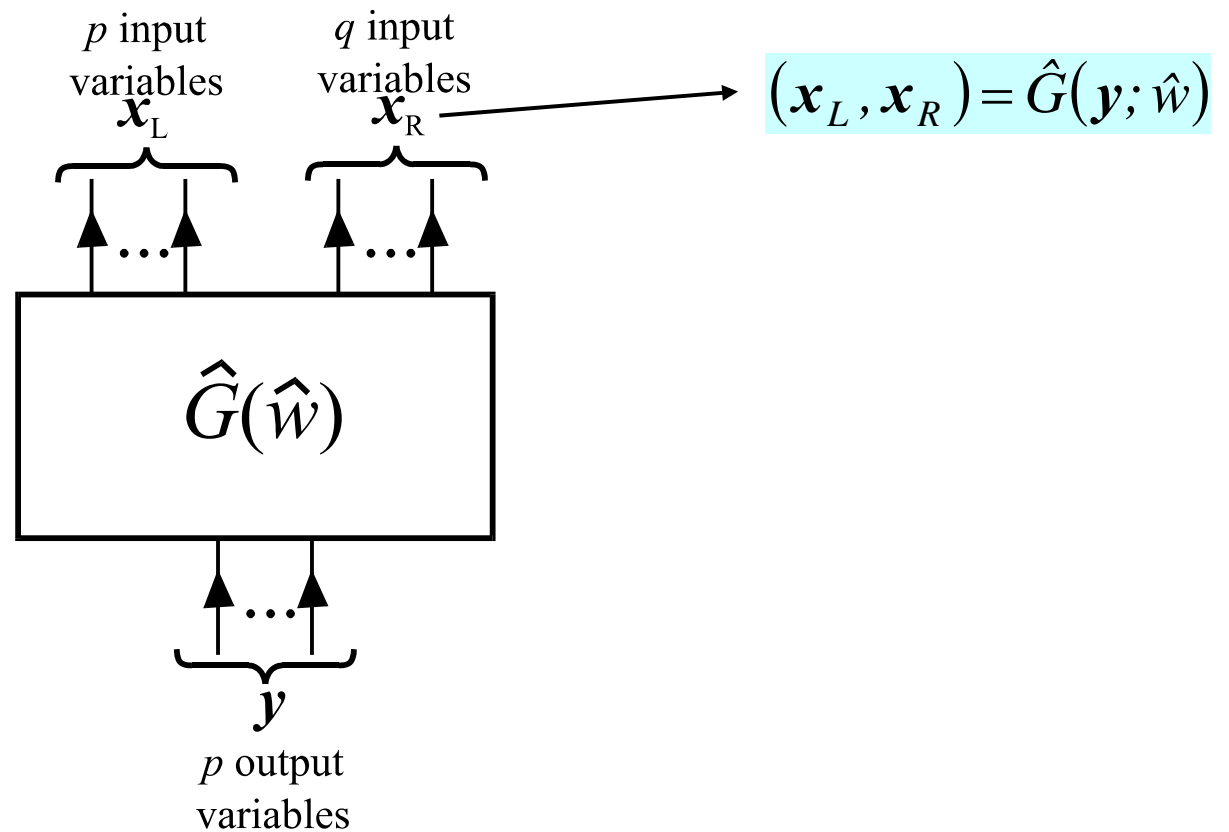 p input
variables
x_L
q input
variables
x_R
(x_L, x_R) = Ĝ(y; ŵ)
...
...
Ĝ(ŵ)
...
y
p output
variables